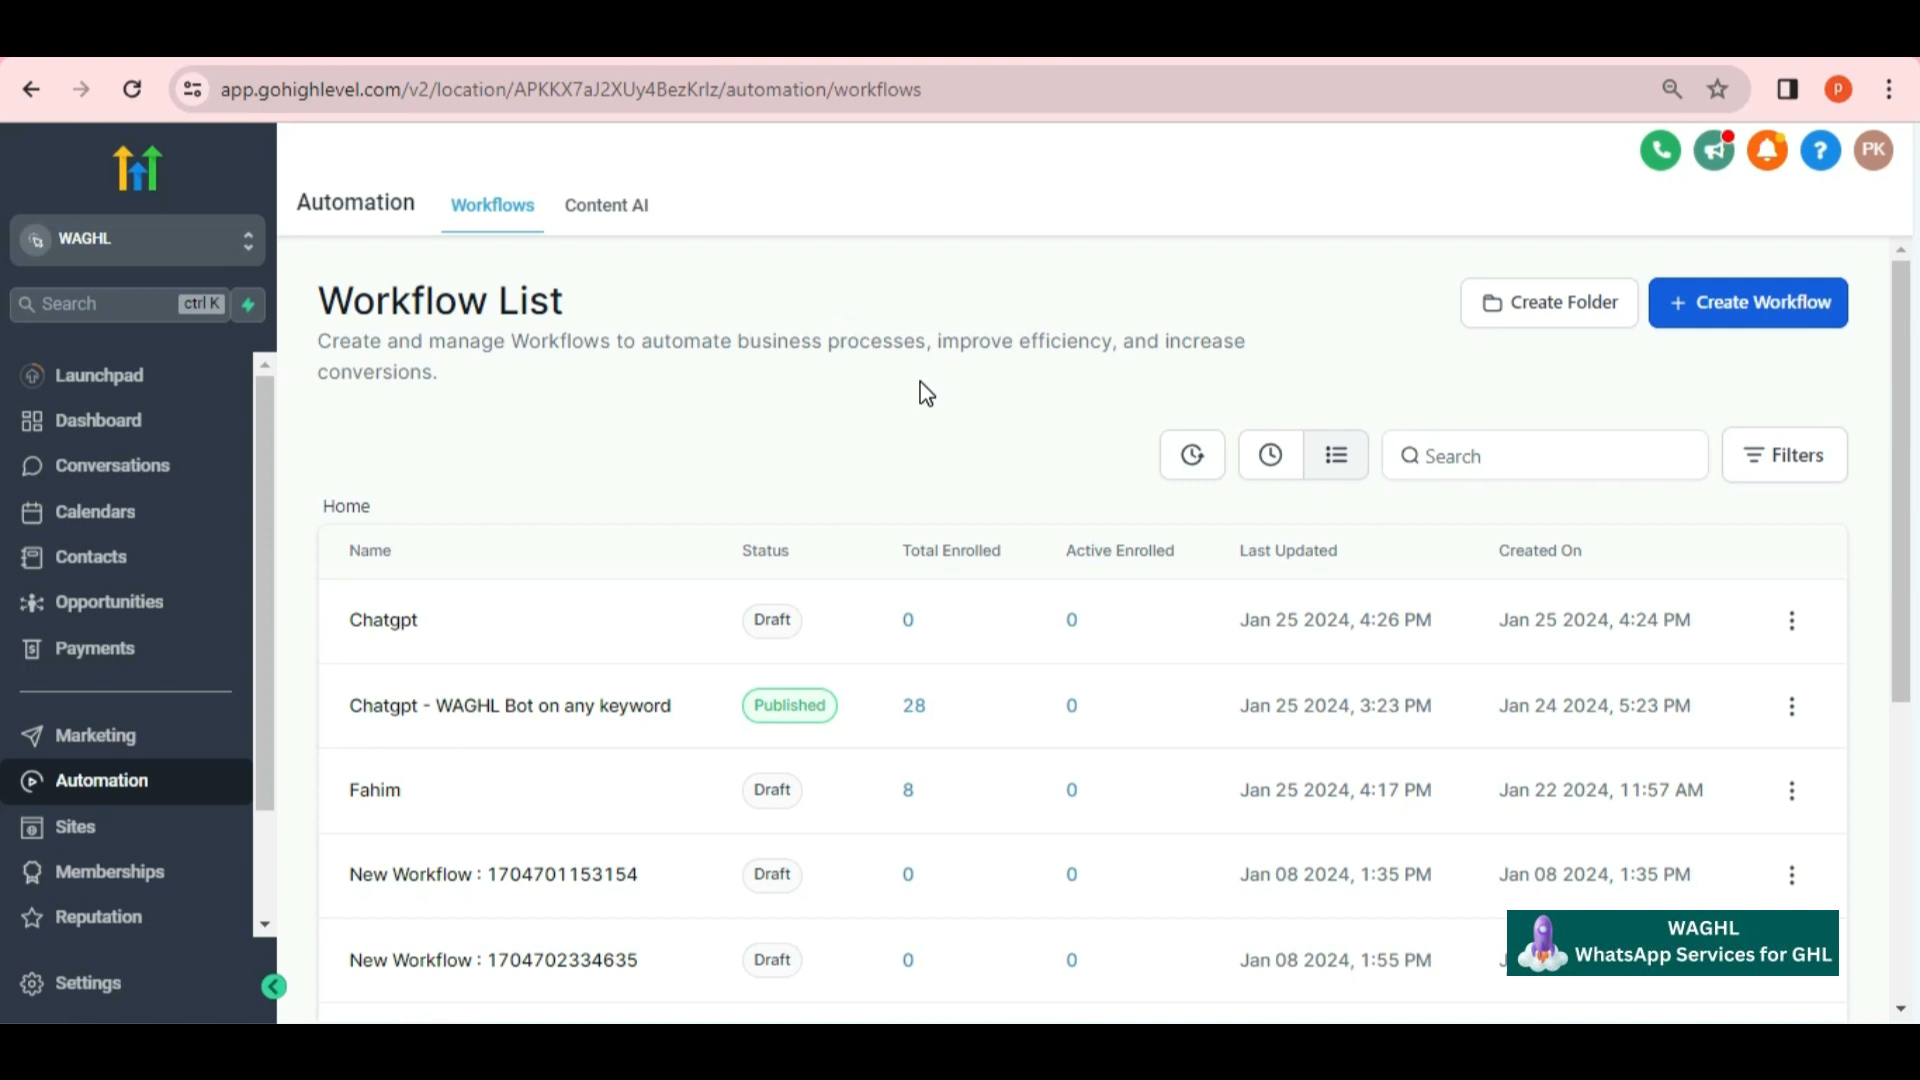 app.gohighlevel.com/v2/location/APKKX7aJ2XUy4BezKrIz/automation/workflows
P
PK
WAGHL
Search ctrl K
Launchpad
Dashboard
Conversations
Calendars
Contacts
Opportunities
Payments
Marketing
Automation
Sites
Memberships
Reputation
Settings
Automation Workflows Content AI
Workflow List
Create Folder
+ Create Workflow
Create and manage Workflows to automate business processes, improve efficiency, and increase
conversions.
Search
Filters
Home
Name Status Total Enrolled Active Enrolled Last Updated Created On
Chatgpt Draft 0 0 Jan 25 2024, 4:26 PM Jan 25 2024, 4:24 PM
Chatgpt - WAGHL Bot on any keyword Published 28 0 Jan 25 2024, 3:23 PM Jan 24 2024, 5:23 PM
Fahim Draft 8 0 Jan 25 2024, 4:17 PM Jan 22 2024, 11:57 AM
New Workflow : 1704701153154 Draft 0 0 Jan 08 2024, 1:35 PM Jan 08 2024, 1:35 PM
New Workflow : 1704702334635 Draft 0 0 Jan 08 2024, 1:55 PM
WAGHL
WhatsApp Services for GHL